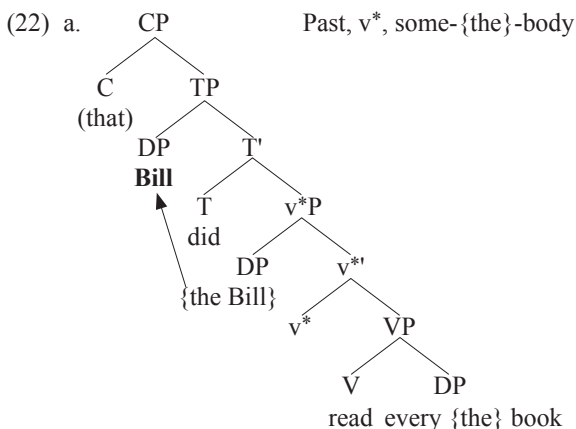 (22) a. CP Past, v*, some-{the}-body
C TP
(that)
DP T'
Bill
T v*P
did
DP v*'
{the Bill}
v* VP
V DP
read every {the} book